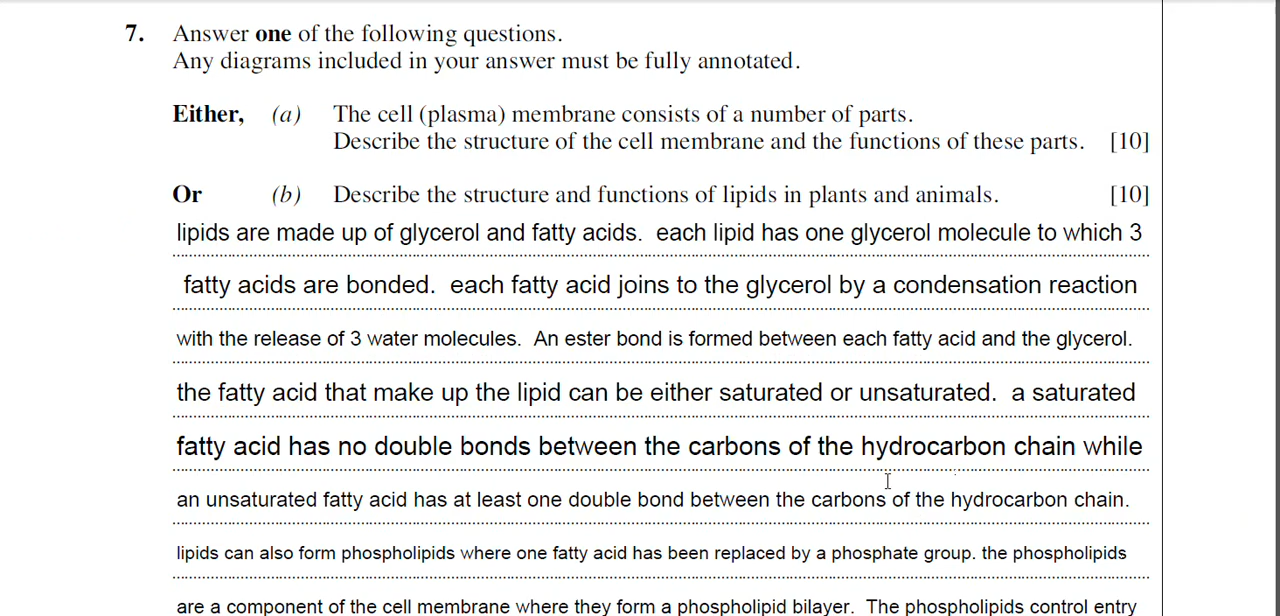 7. Answer one of the following questions.
Any diagrams included in your answer must be fully annotated.
Either, (a) The cell (plasma) membrane consists of a number of parts.
Describe the structure of the cell membrane and the functions of these parts. [10]
Or (b) Describe the structure and functions of lipids in plants and animals. [10]
lipids are made up of glycerol and fatty acids. each lipid has one glycerol molecule to which 3
fatty acids are bonded. each fatty acid joins to the glycerol by a condensation reaction
with the release of 3 water molecules. An ester bond is formed between each fatty acid and the glycerol.
the fatty acid that make up the lipid can be either saturated or unsaturated. a saturated
fatty acid has no double bonds between the carbons of the hydrocarbon chain while
an unsaturated fatty acid has at least one double bond between the carbons of the hydrocarbon chain.
lipids can also form phospholipids where one fatty acid has been replaced by a phosphate group. the phospholipids
are a component of the cell membrane where they form a phospholipid bilayer. The phospholipids control entry